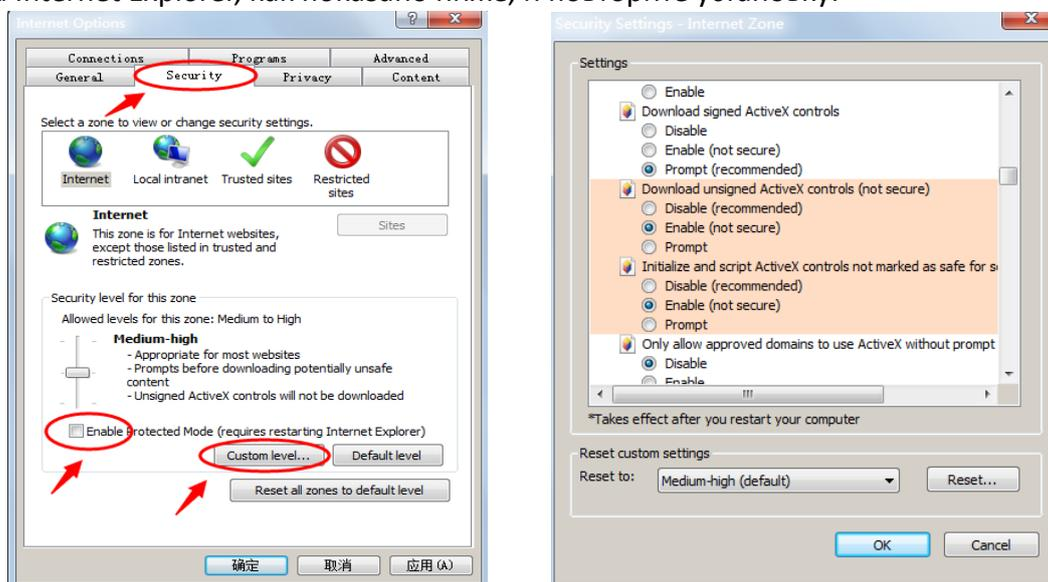 Internet Explorer, как показано ниже, и повторите установку.
Internet Options
Connections Programs Advanced
General Security Privacy Content
Select a zone to view or change security settings.
Internet Local intranet Trusted sites Restricted
sites
Internet
Sites
This zone is for Internet websites,
except those listed in trusted and
restricted zones.
Security level for this zone
Allowed levels for this zone: Medium to High
Medium-high
- Appropriate for most websites
- Prompts before downloading potentially unsafe
content
- Unsigned ActiveX controls will not be downloaded
Enable Protected Mode (requires restarting Internet Explorer)
Custom level... Default level
Reset all zones to default level
确定 取消 应用(A)
Security Settings - Internet Zone
Settings
Enable
Download signed ActiveX controls
Disable
Enable (not secure)
Prompt (recommended)
Download unsigned ActiveX controls (not secure)
Disable (recommended)
Enable (not secure)
Prompt
Initialize and script ActiveX controls not marked as safe for
Disable (recommended)
Enable (not secure)
Prompt
Only allow approved domains to use ActiveX without prompt
Disable
Enable
*Takes effect after you restart your computer
Reset custom settings
Reset to: Medium-high (default) Reset...
OK Cancel